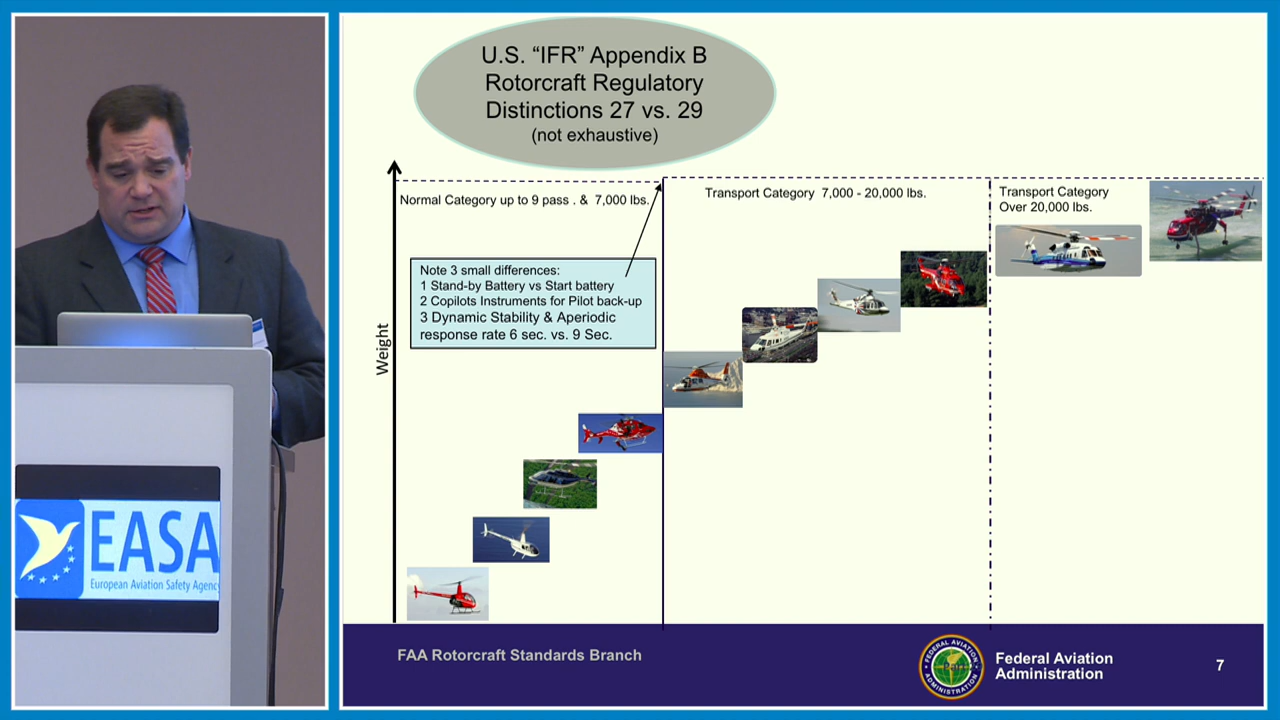 U.S. “IFR” Appendix B
Rotorcraft Regulatory
Distinctions 27 vs. 29
(not exhaustive)
Normal Category up to 9 pass . & 7,000 lbs.
Transport Category 7,000 - 20,000 lbs.
Transport Category
Over 20,000 lbs.
Note 3 small differences:
1 Stand-by Battery vs Start battery
2 Copilots Instruments for Pilot back-up
3 Dynamic Stability & Aperiodic
response rate 6 sec. vs. 9 Sec.
Weight
EASA
European Aviation Safety Agency
FAA Rotorcraft Standards Branch
FEDERAL AVIATION
ADMINISTRATION
Federal Aviation
Administration
7